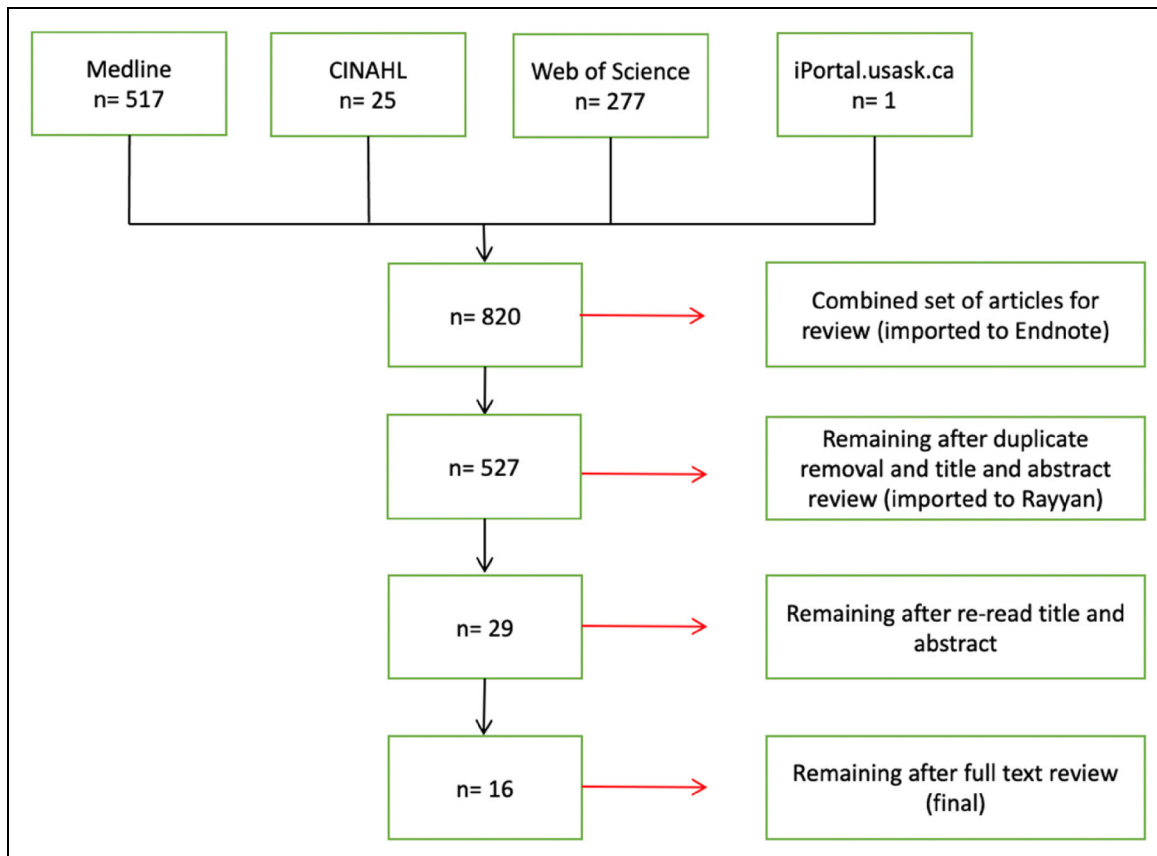 Medline
n= 517
CINAHL
n= 25
Web of Science
n= 277
iPortal.usask.ca
n= 1
n= 820
Combined set of articles for
review (imported to Endnote)
n= 527
Remaining after duplicate
removal and title and abstract
review (imported to Rayyan)
n= 29
Remaining after re-read title and
abstract
n= 16
Remaining after full text review
(final)